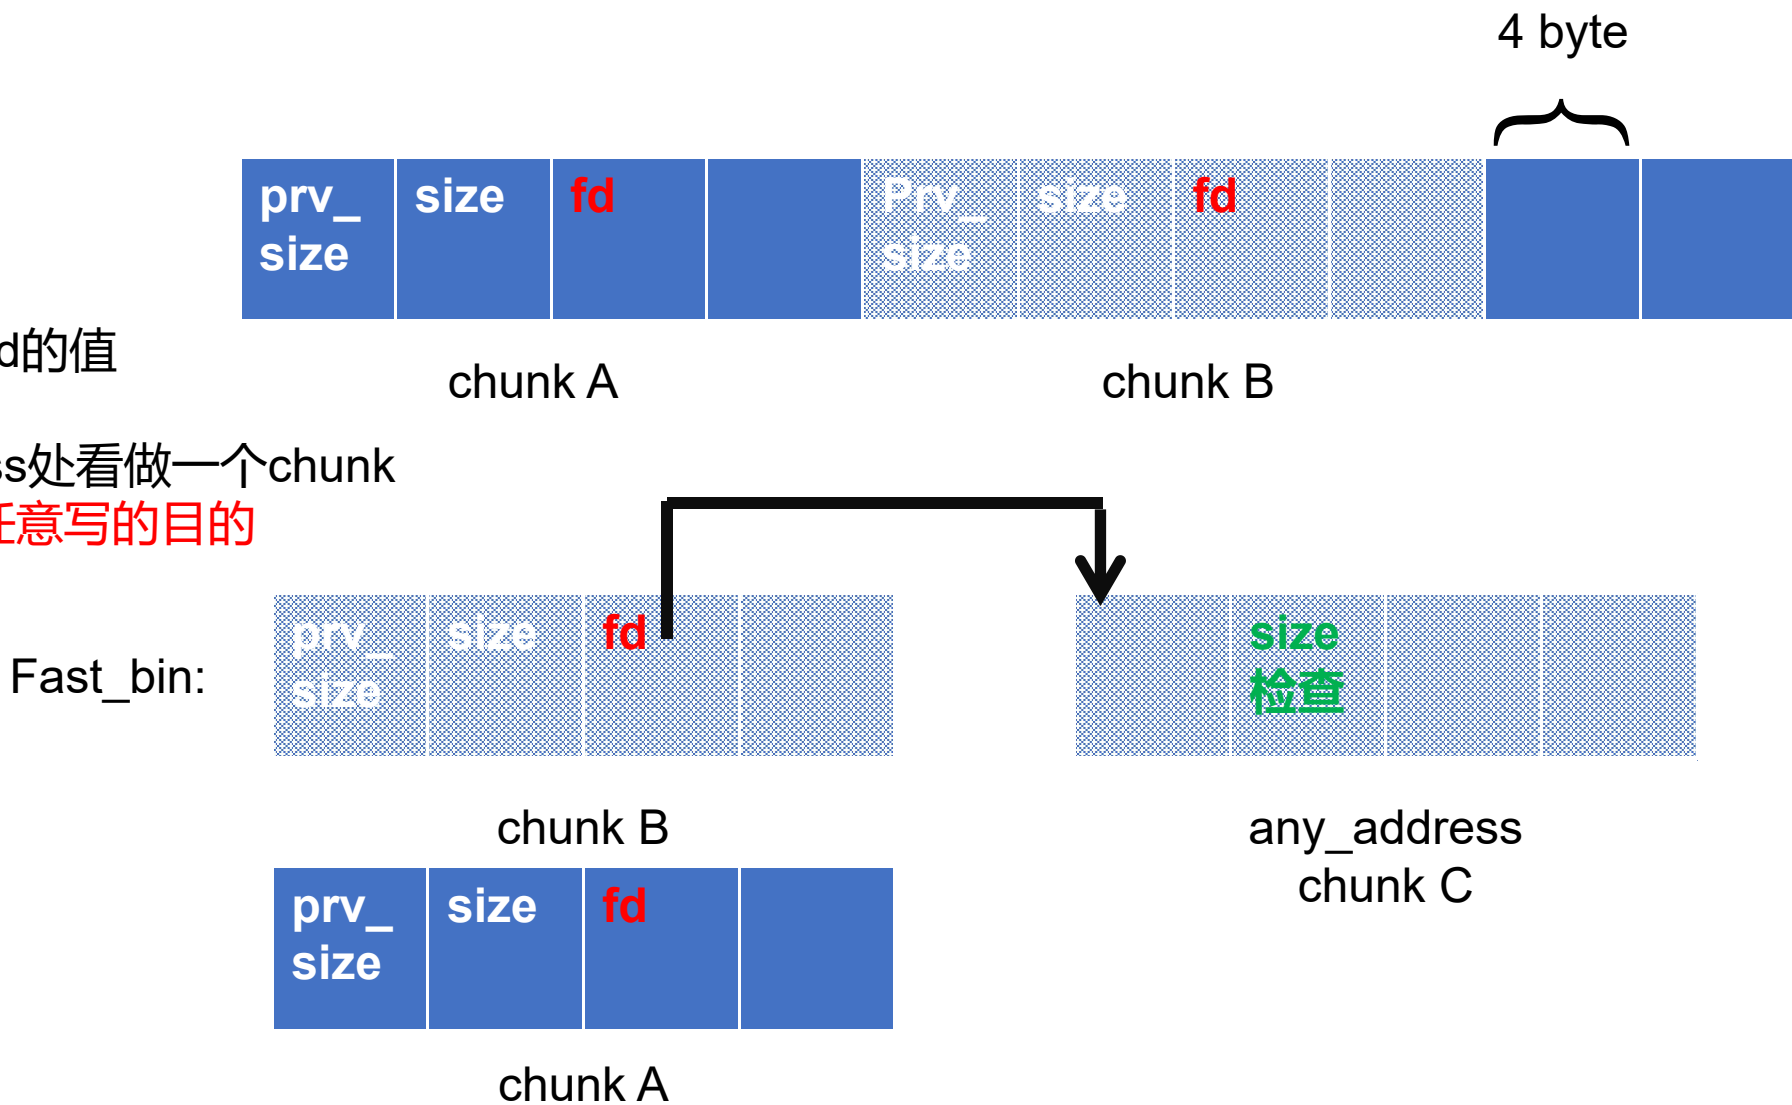 4 byte
prv_
size
size
fd
Prv_
size
size
fd
d的值
chunk A
chunk B
ss处看做一个chunk
任意写的目的
Fast_bin:
prv_
size
size
fd
size
检查
chunk B
any_address
chunk C
prv_
size
size
fd
chunk A